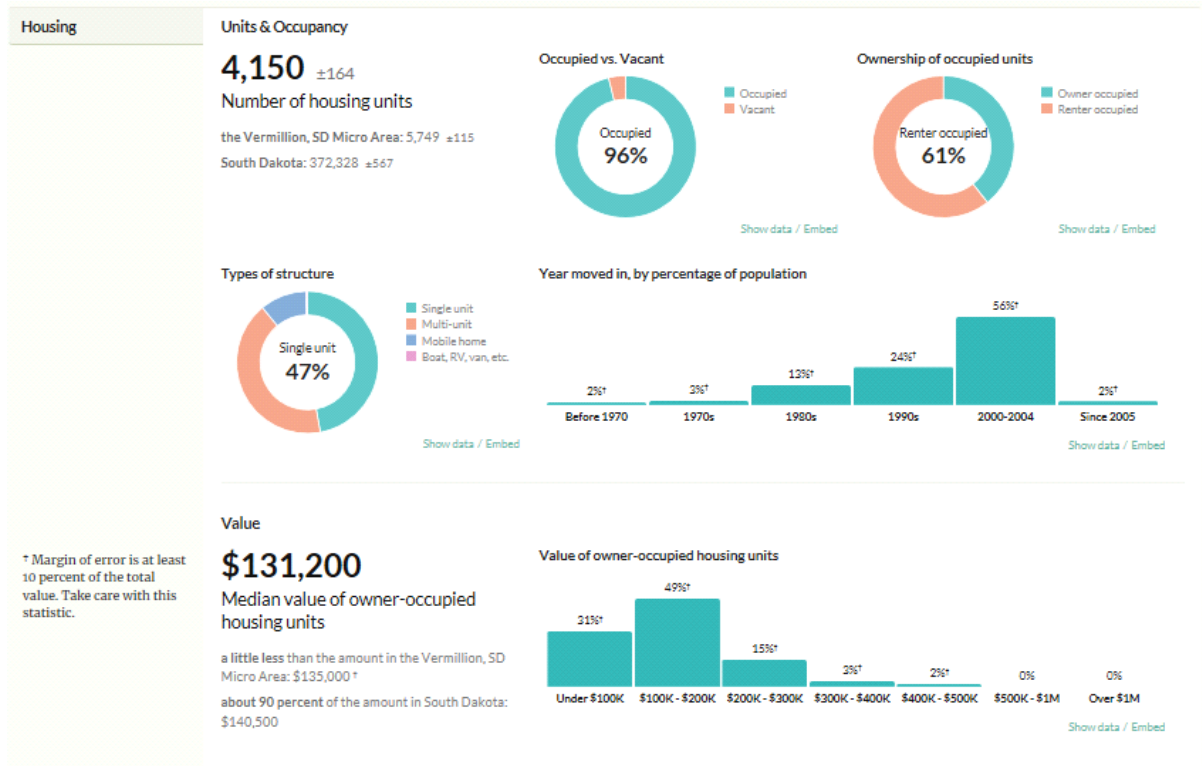 Housing
Units & Occupancy
4,150 ±164
Number of housing units
the Vermillion, SD Micro Area: 5,749 ±115
South Dakota: 372,328 ±567
Occupied vs. Vacant
Occupied
96%
Occupied
Vacant
Show data / Embed
Ownership of occupied units
Renter occupied
61%
Owner occupied
Renter occupied
Show data / Embed
Types of structure
Single unit
47%
Single unit
Multi-unit
Mobile home
Boat, RV, van, etc.
Show data / Embed
Year moved in, by percentage of population
2%† 3%† 13%† 24%† 56%† 2%†
Before 1970 1970s 1980s 1990s 2000-2004 Since 2005
Show data / Embed
† Margin of error is at least
10 percent of the total
value. Take care with this
statistic.
Value
$131,200
Median value of owner-occupied
housing units
a little less than the amount in the Vermillion, SD
Micro Area: $135,000 †
about 90 percent of the amount in South Dakota:
$140,500
Value of owner-occupied housing units
31%† 49%† 15%† 3%† 2%† 0% 0%
Under $100K $100K - $200K $200K - $300K $300K - $400K $400K - $500K $500K - $1M Over $1M
Show data / Embed